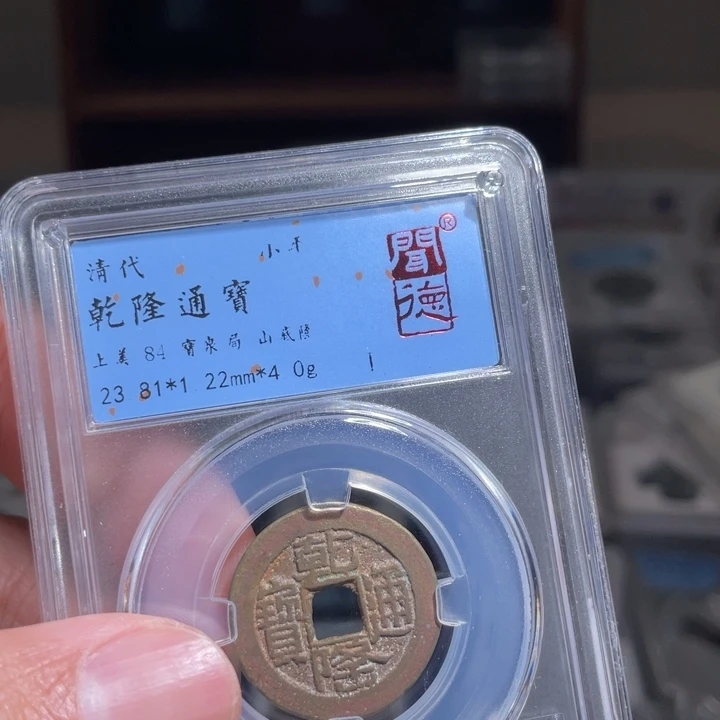 清代 小平
乾隆通寶
上美 84 寶泉局 山底隆
23.81*1.22mm*4.0g
聞德®
乾隆通寶